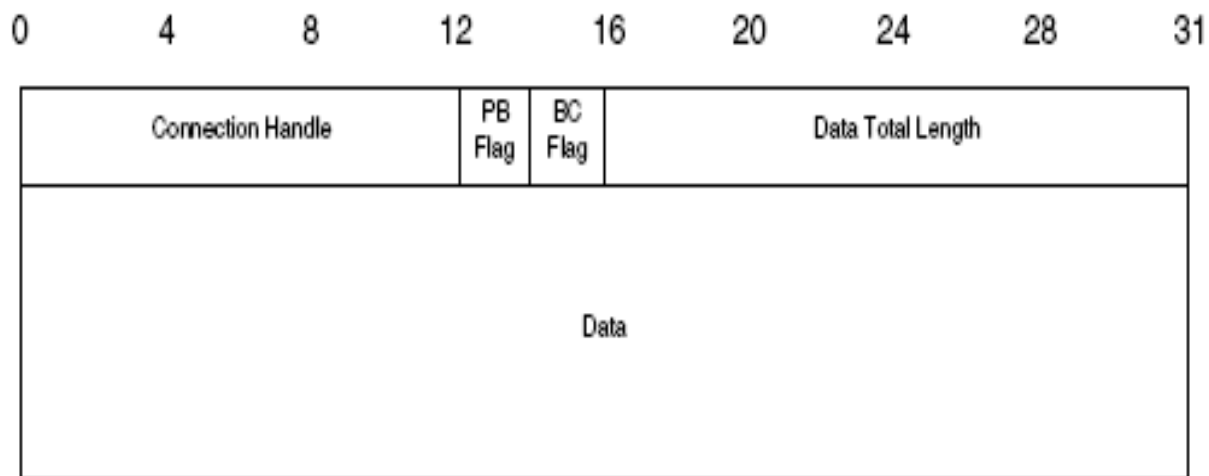 0 4 8 12 16 20 24 28 31
Connection Handle PB Flag BC Flag Data Total Length
Data